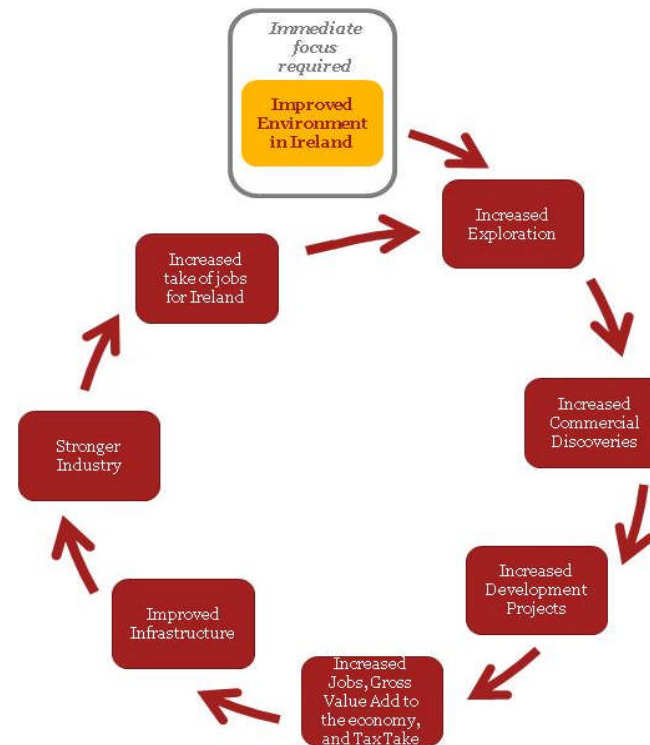 Immediate
focus
required
Improved
Environment
in Ireland
Increased
Exploration
Increased
Commercial
Discoveries
Increased
Development
Projects
Increased
Jobs, Gross
Value Add to
the economy,
and Tax Take
Improved
Infrastructure
Stronger
Industry
Increased
take of jobs
for Ireland